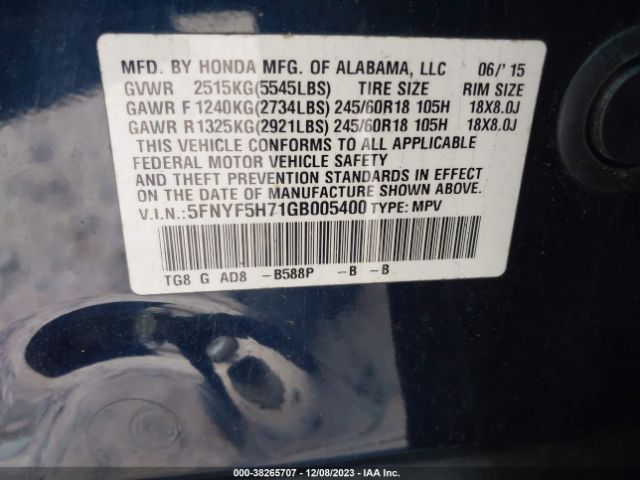 MFD. BY HONDA MFG. OF ALABAMA, LLC 06/'15
GVWR 2515KG(5545LBS) TIRE SIZE RIM SIZE
GAWR F 1240KG(2734LBS) 245/60R18 105H 18X8.0J
GAWR R 1325KG(2921LBS) 245/60R18 105H 18X8.0J
THIS VEHICLE CONFORMS TO ALL APPLICABLE
FEDERAL MOTOR VEHICLE SAFETY
AND THEFT PREVENTION STANDARDS IN EFFECT
ON THE DATE OF MANUFACTURE SHOWN ABOVE.
V.I.N.:5FNYF5H71GB005400 TYPE: MPV
TG8 G AD8 -B588P -B -B
000-38265707 - 12/08/2023 - IAA Inc.